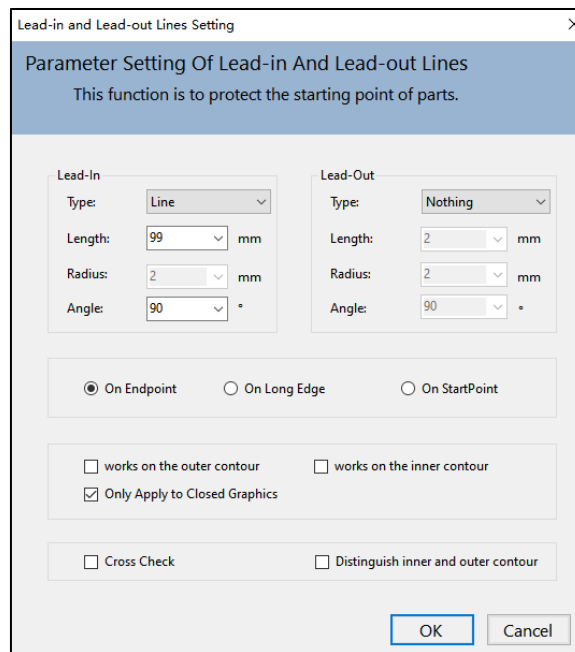 Lead-in and Lead-out Lines Setting
Parameter Setting Of Lead-in And Lead-out Lines
This function is to protect the starting point of parts.
Lead-In
Type: Line
Length: 99 mm
Radius: 2 mm
Angle: 90 °
Lead-Out
Type: Nothing
Length: 2 mm
Radius: 2 mm
Angle: 90 °
On Endpoint On Long Edge On StartPoint
works on the outer contour works on the inner contour
Only Apply to Closed Graphics
Cross Check Distinguish inner and outer contour
OK Cancel